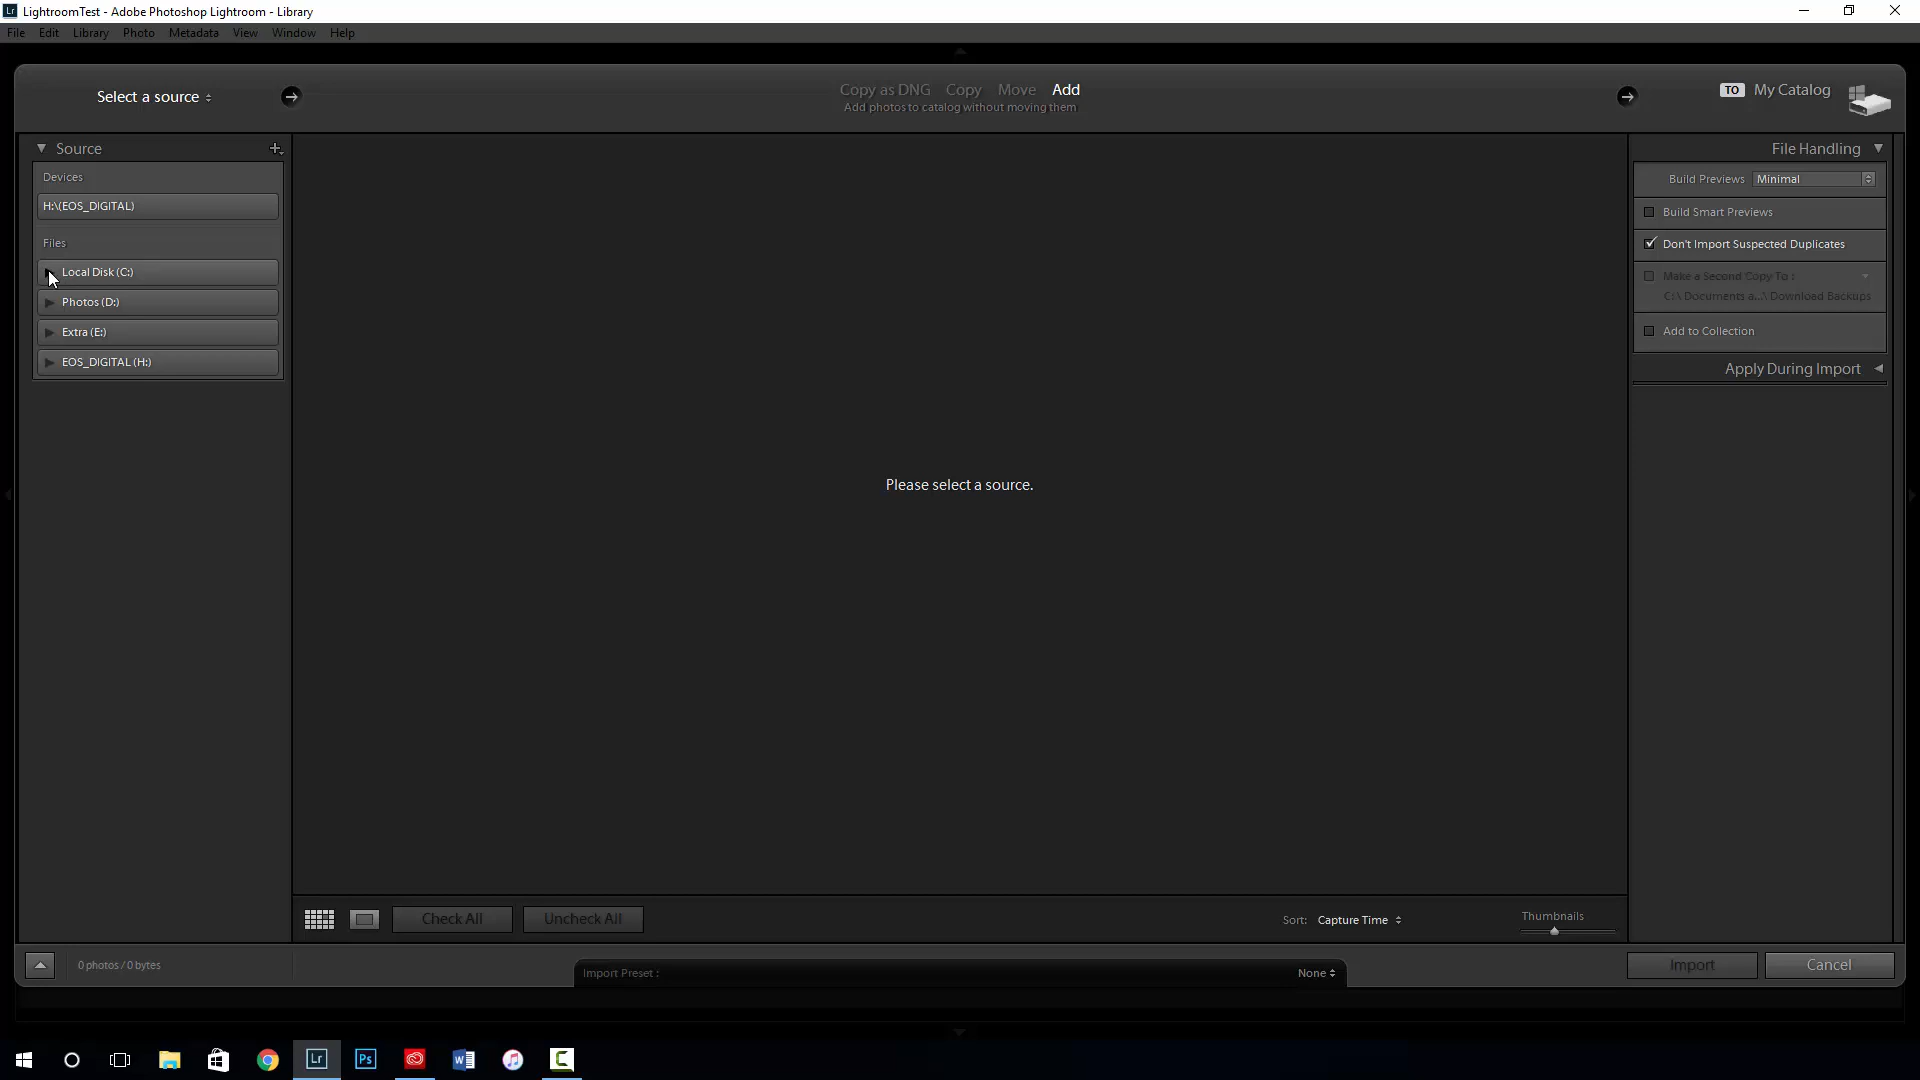 LightroomTest - Adobe Photoshop Lightroom - Library
File Edit Library Photo Metadata View Window Help
Select a source
Copy as DNG Copy Move Add
Add photos to catalog without moving them
TO My Catalog
Source
Devices
H:\(EOS_DIGITAL)
Files
Local Disk (C:)
Photos (D:)
Extra (E:)
EOS_DIGITAL (H:)
Please select a source.
File Handling
Build Previews Minimal
Build Smart Previews
Don't Import Suspected Duplicates
Make a Second Copy To :
C:\ Documents a...\ Download Backups
Add to Collection
Apply During Import
Check All Uncheck All
Sort: Capture Time
Thumbnails
0 photos / 0 bytes
Import Preset : None
Import Cancel
Lr Ps